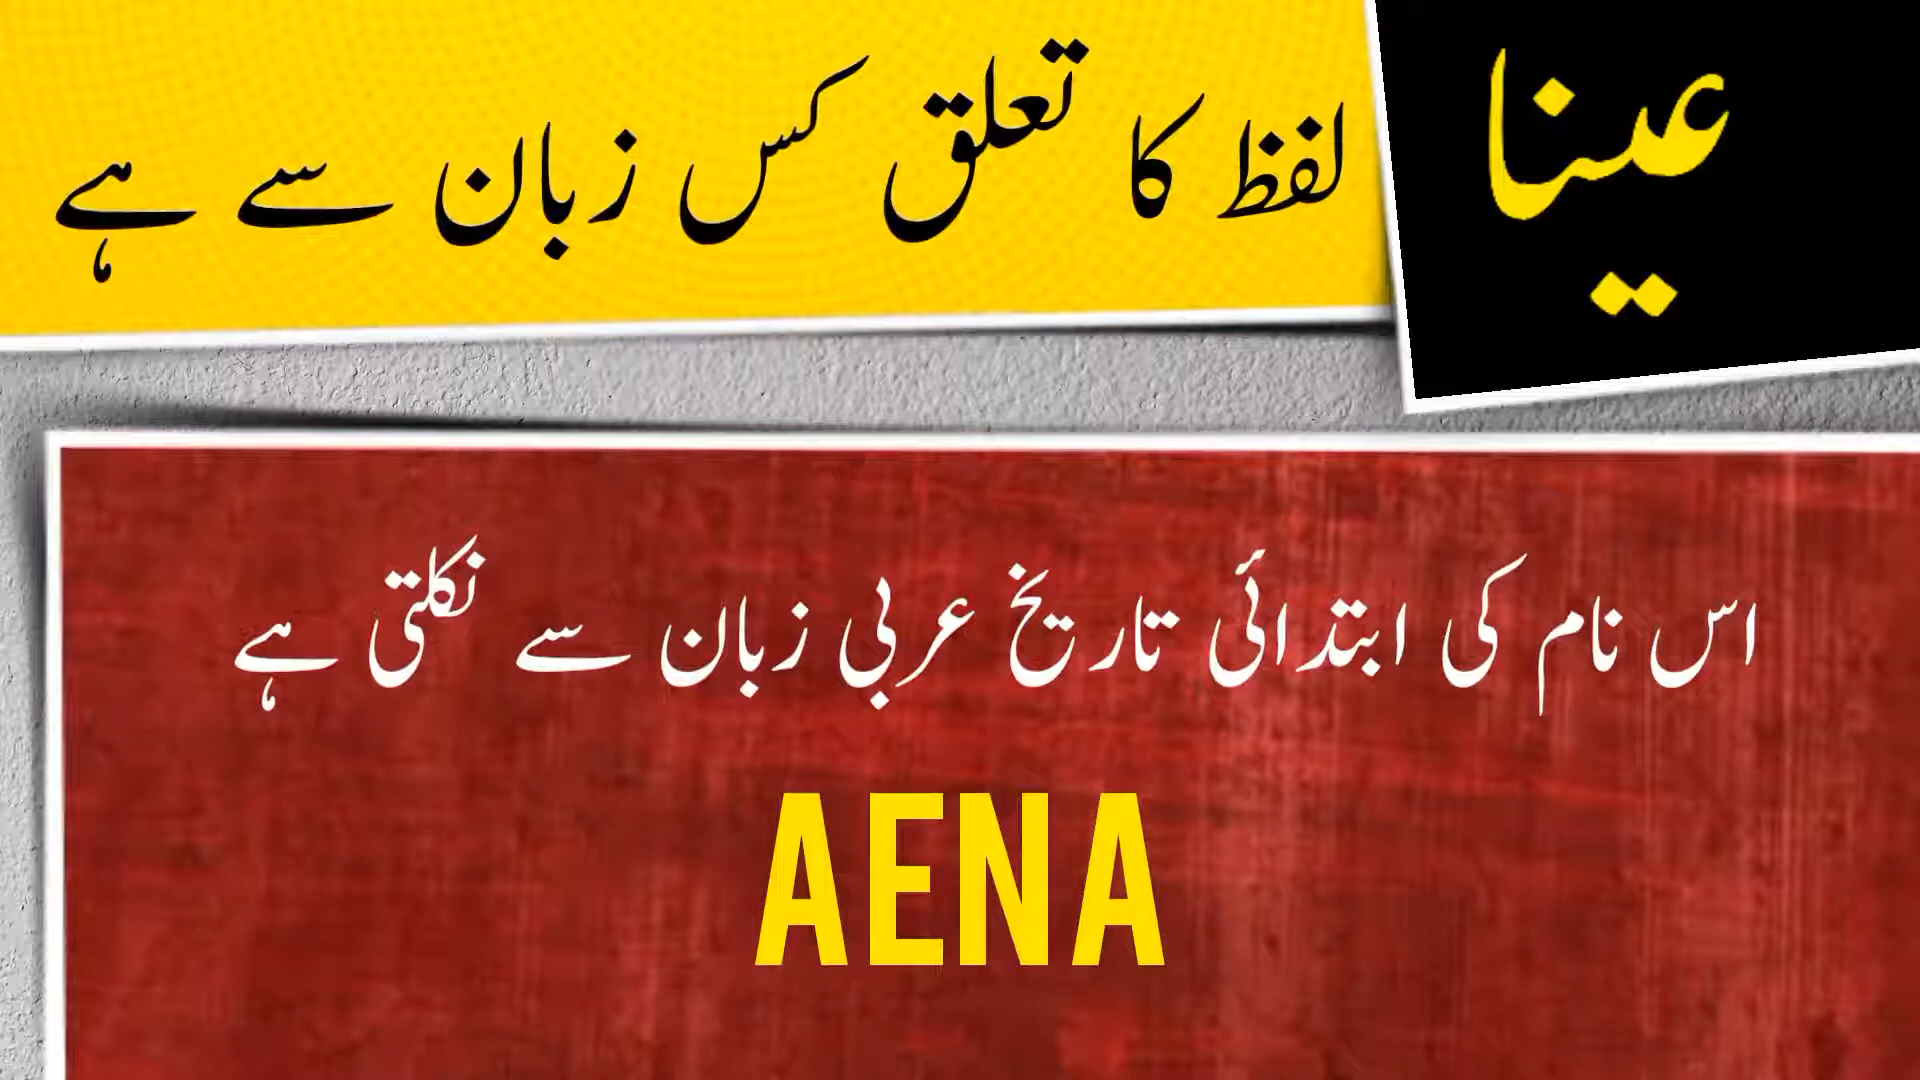 عینا
لفظ کا تعلق کس زبان سے ہے
اس نام کی ابتدائی تاریخ عربی زبان سے نکلتی ہے
AENA